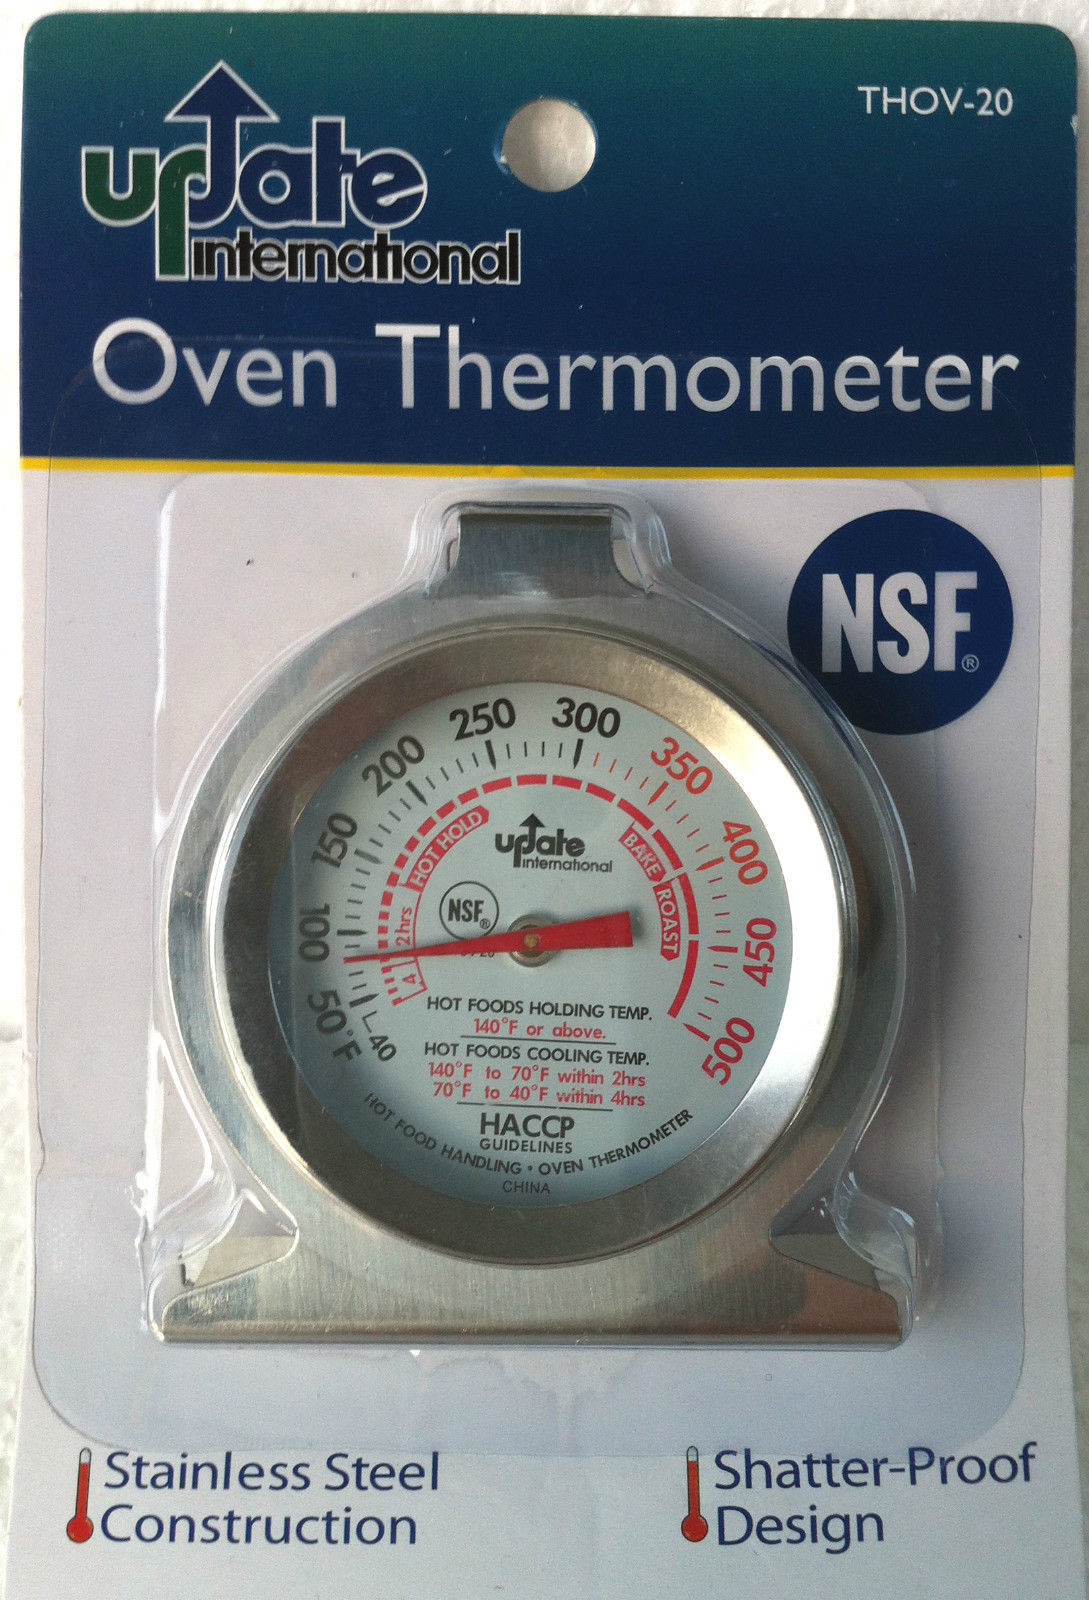 THOV-20
update
international
Oven Thermometer
NSF®
50°F
100
150
200
250
300
350
400
450
500
40
HOT HOLD
BAKE
ROAST
2hrs
4
update
international
NSF®
HOT FOODS HOLDING TEMP.
140°F or above.
HOT FOODS COOLING TEMP.
140°F to 70°F within 2hrs
70°F to 40°F within 4hrs
HACCP
GUIDELINES
HOT FOOD HANDLING • OVEN THERMOMETER
CHINA
Stainless Steel
Construction
Shatter-Proof
Design